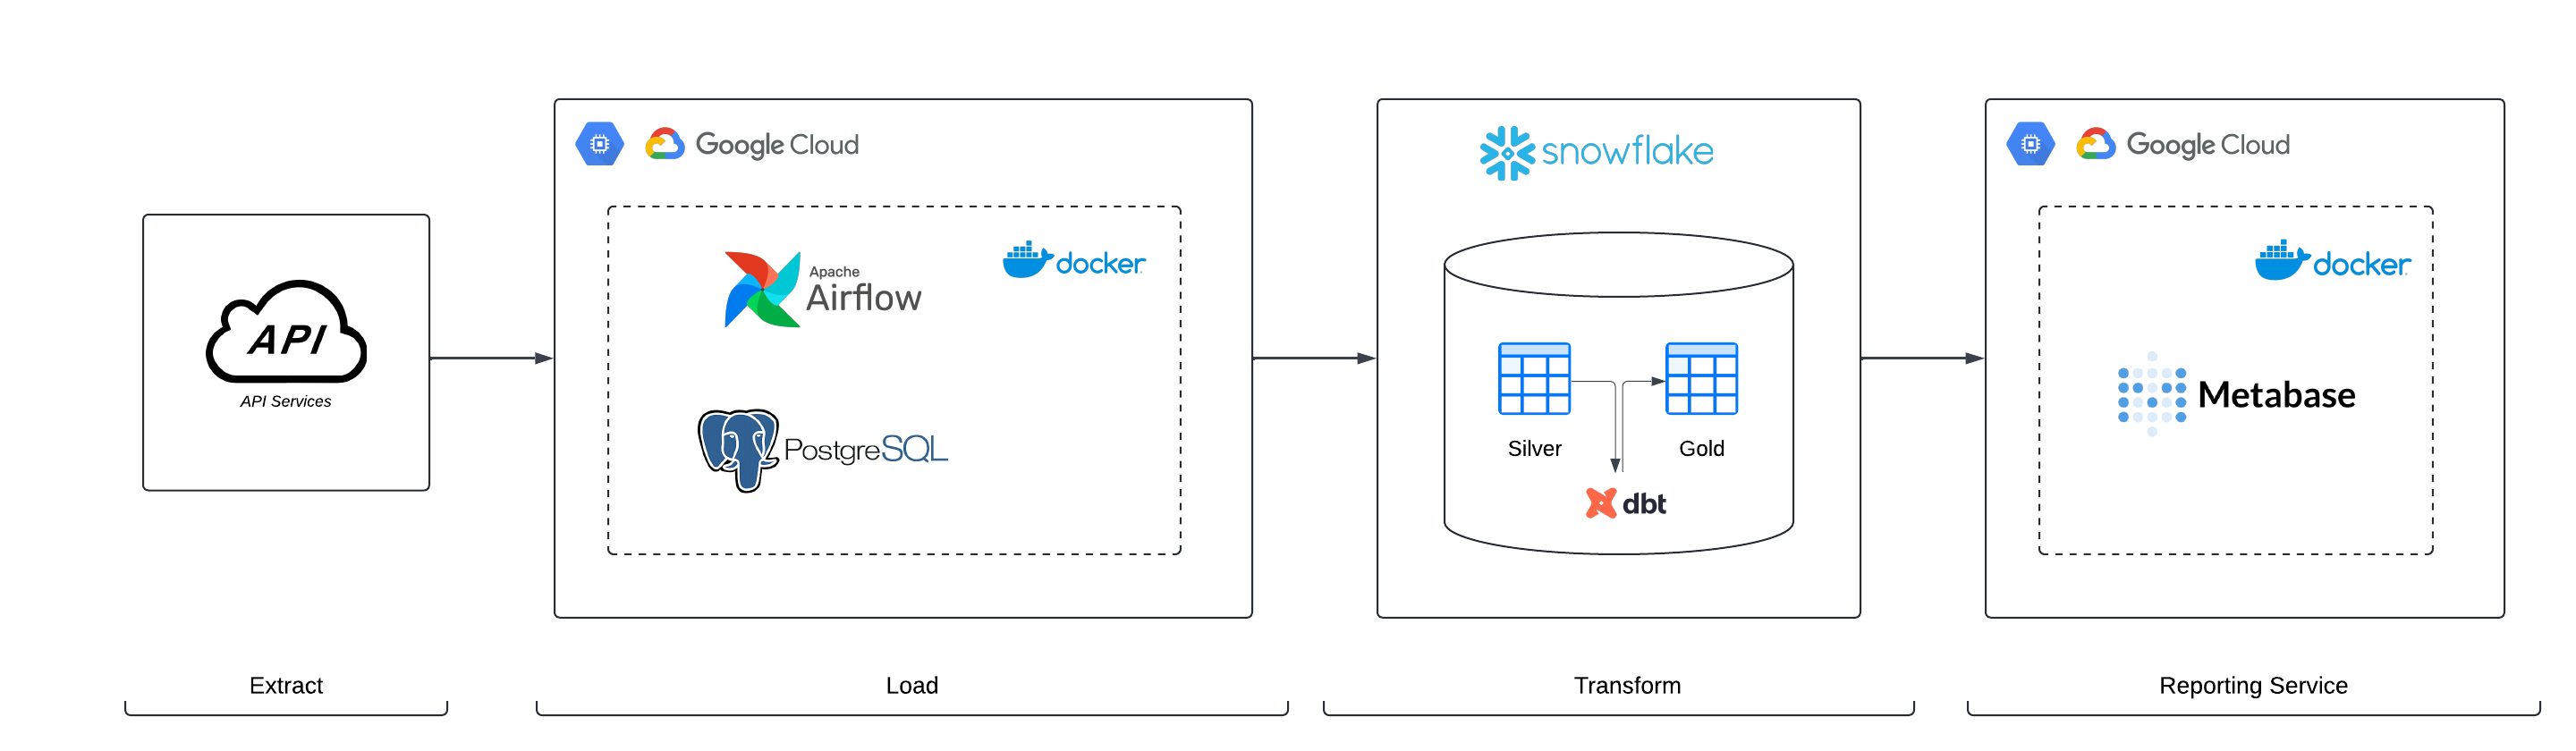 API
API Services
Google Cloud
Apache
Airflow
docker
PostgreSQL
snowflake
Silver
Gold
dbt
Google Cloud
docker
Metabase
Extract
Load
Transform
Reporting Service